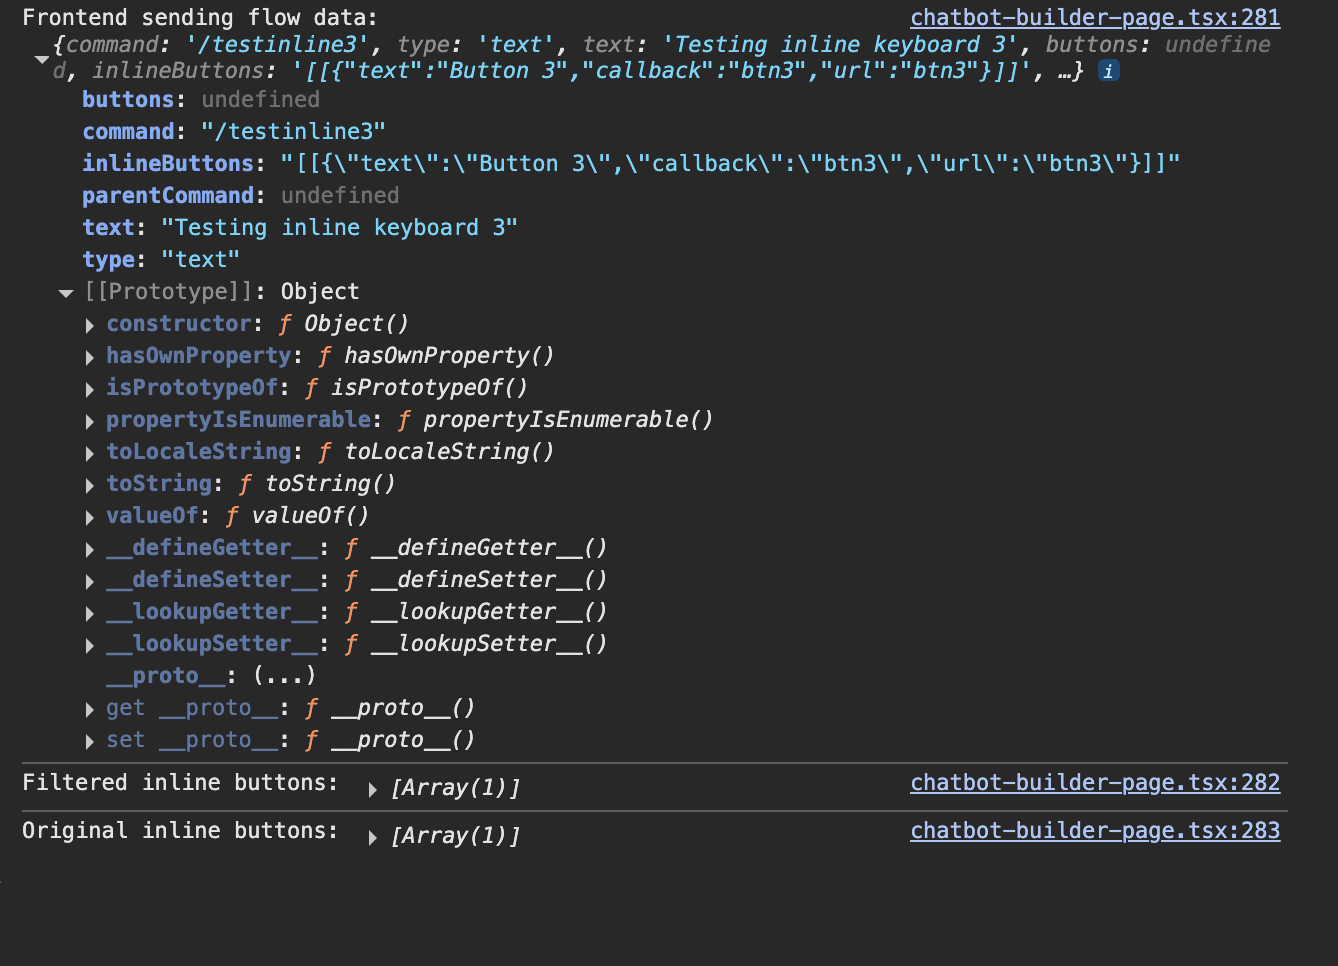 Frontend sending flow data: chatbot-builder-page.tsx:281
{command: '/testinline3', type: 'text', text: 'Testing inline keyboard 3', buttons: undefine
d, inlineButtons: '[[{"text":"Button 3","callback":"btn3","url":"btn3"}]]', …} i
buttons: undefined
command: "/testinline3"
inlineButtons: "[[{\"text\":\"Button 3\",\"callback\":\"btn3\",\"url\":\"btn3\"}]]"
parentCommand: undefined
text: "Testing inline keyboard 3"
type: "text"
[[Prototype]]: Object
constructor: ƒ Object()
hasOwnProperty: ƒ hasOwnProperty()
isPrototypeOf: ƒ isPrototypeOf()
propertyIsEnumerable: ƒ propertyIsEnumerable()
toLocaleString: ƒ toLocaleString()
toString: ƒ toString()
valueOf: ƒ valueOf()
__defineGetter__: ƒ __defineGetter__()
__defineSetter__: ƒ __defineSetter__()
__lookupGetter__: ƒ __lookupGetter__()
__lookupSetter__: ƒ __lookupSetter__()
__proto__: (...)
get __proto__: ƒ __proto__()
set __proto__: ƒ __proto__()
Filtered inline buttons: [Array(1)] chatbot-builder-page.tsx:282
Original inline buttons: [Array(1)] chatbot-builder-page.tsx:283